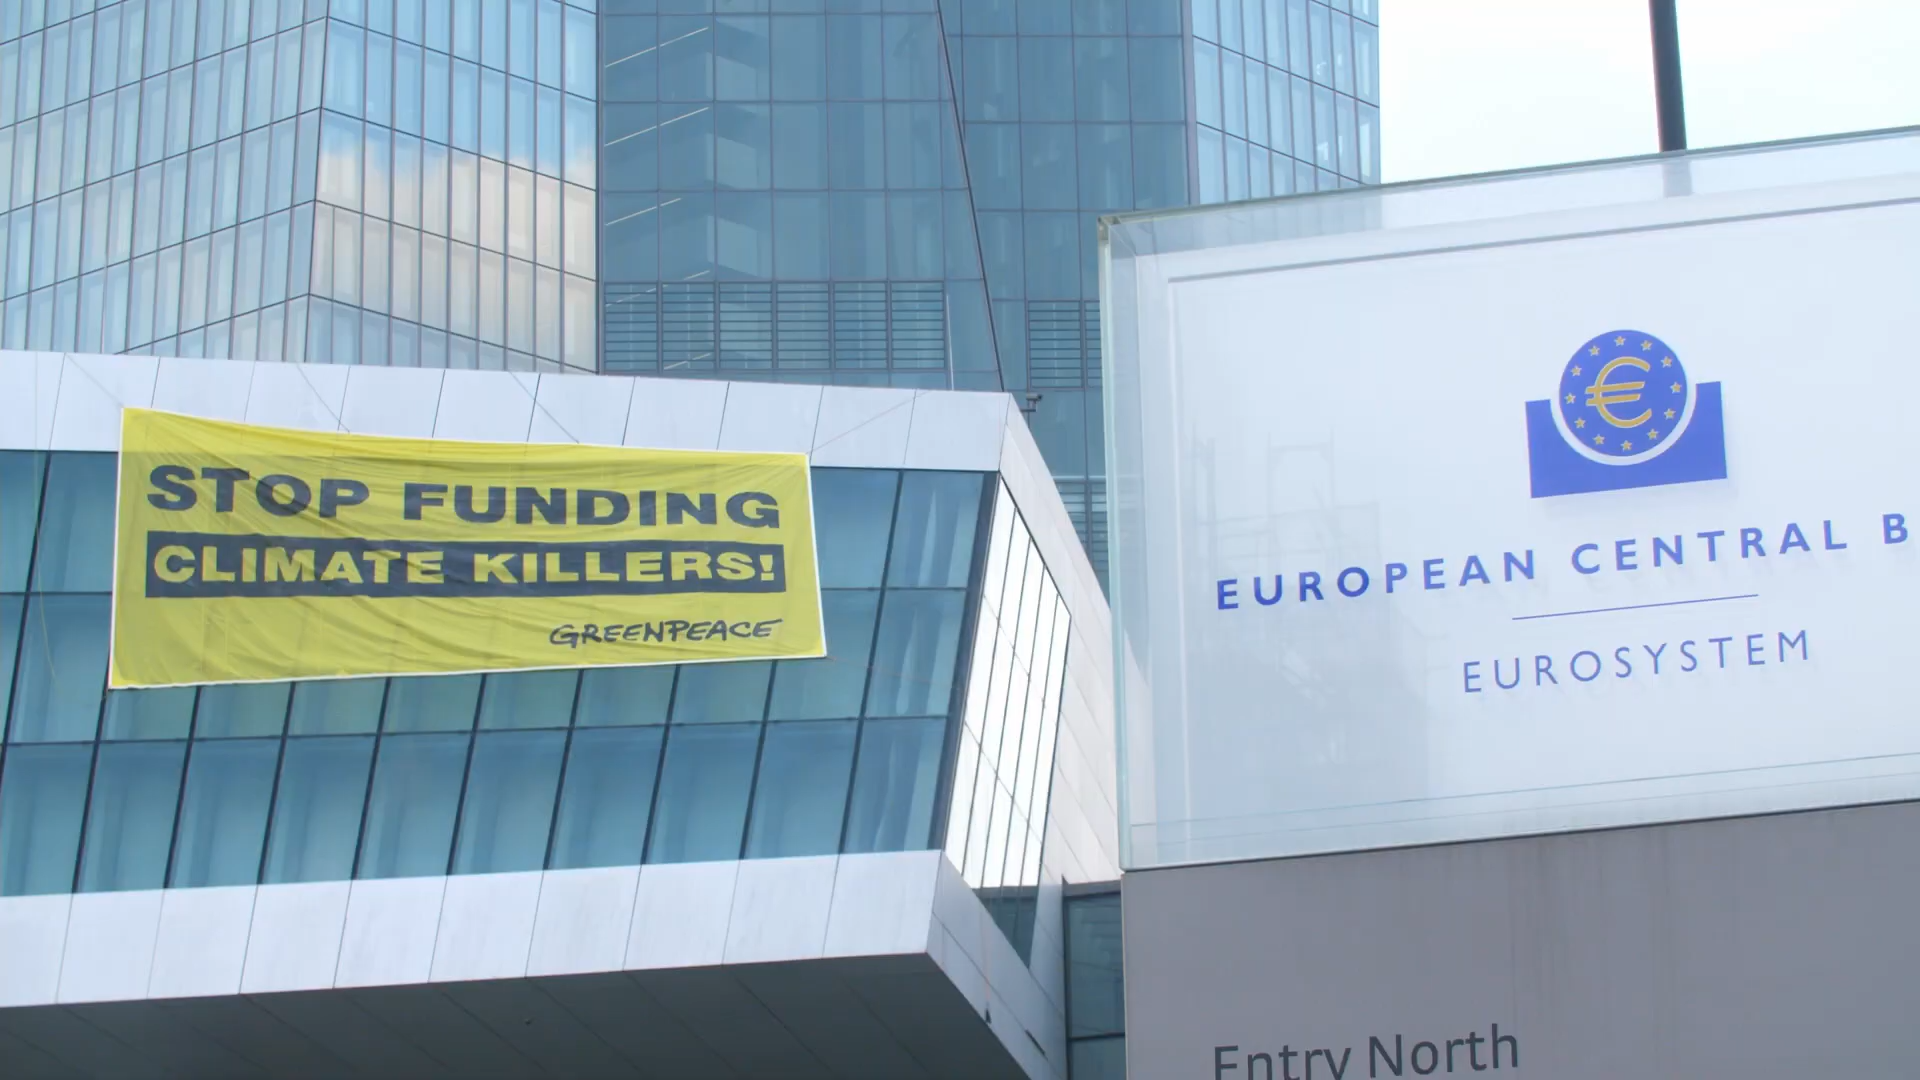 STOP FUNDING
CLIMATE KILLERS!
GREENPEACE
€
EUROPEAN CENTRAL B
EUROSYSTEM
Entry North